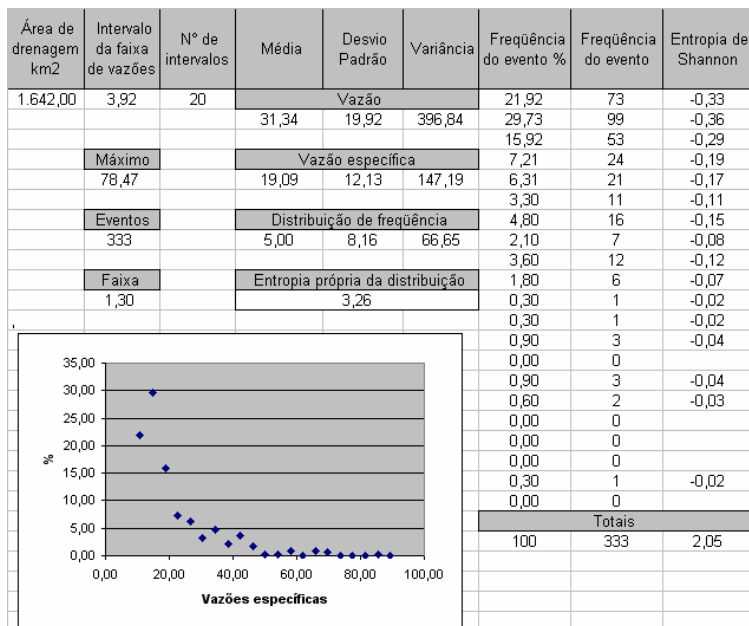 Área de drenagem km2 | Intervalo da faixa de vazões | N° de intervalos | Média | Desvio Padrão | Variância | Freqüência do evento % | Freqüência do evento | Entropia de Shannon
1.642,00 | 3,92 | 20 | Vazão | 21,92 | 73 | -0,33
31,34 | 19,92 | 396,84 | 29,73 | 99 | -0,36
15,92 | 53 | -0,29
Máximo | Vazão específica | 7,21 | 24 | -0,19
78,47 | 19,09 | 12,13 | 147,19 | 6,31 | 21 | -0,17
3,30 | 11 | -0,11
Eventos | Distribuição de freqüência | 4,80 | 16 | -0,15
333 | 5,00 | 8,16 | 66,65 | 2,10 | 7 | -0,08
3,60 | 12 | -0,12
Faixa | Entropia própria da distribuição | 1,80 | 6 | -0,07
1,30 | 3,26 | 0,30 | 1 | -0,02
0,30 | 1 | -0,02
0,90 | 3 | -0,04
0,00 | 0
0,90 | 3 | -0,04
0,60 | 2 | -0,03
0,00 | 0
0,00 | 0
0,00 | 0
0,30 | 1 | -0,02
0,00 | 0
Totais
100 | 333 | 2,05
35,00
30,00
25,00
20,00
15,00
10,00
5,00
0,00
%
0,00 20,00 40,00 60,00 80,00 100,00
Vazões específicas